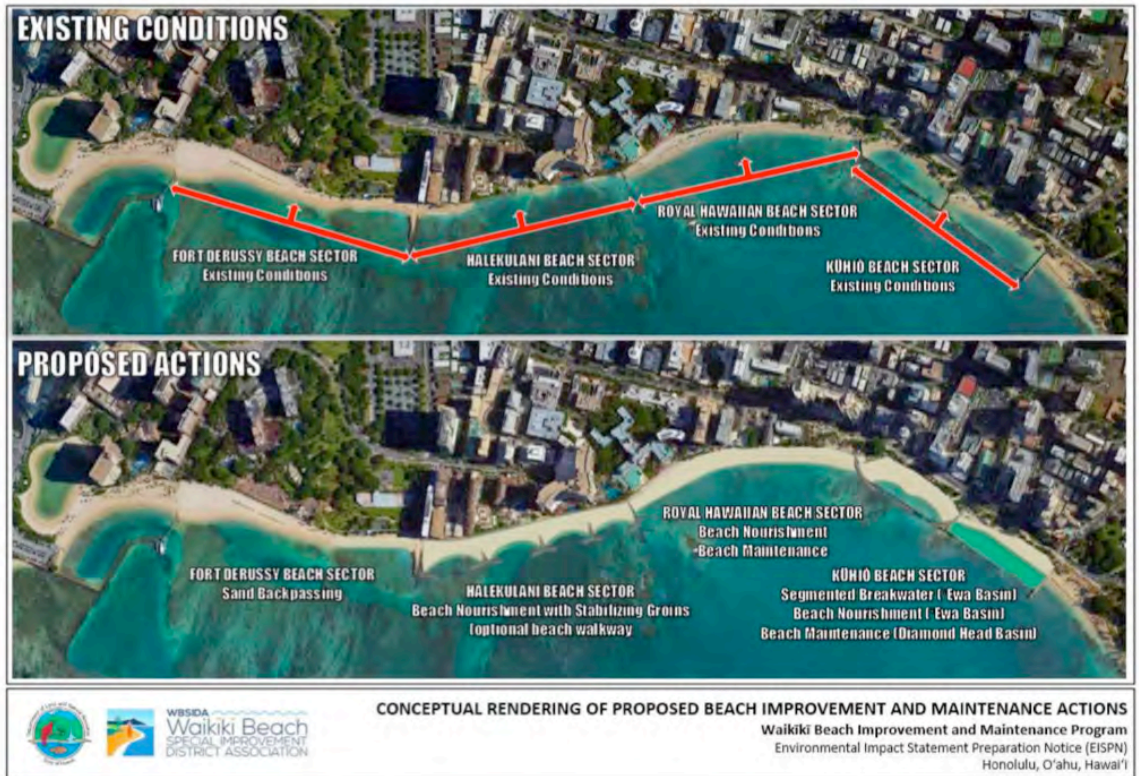 EXISTING CONDITIONS
FORT DERUSSY BEACH SECTOR
Existing Conditions
HALEKULANI BEACH SECTOR
Existing Conditions
ROYAL HAWAIIAN BEACH SECTOR
Existing Conditions
KŪHIŌ BEACH SECTOR
Existing Conditions
PROPOSED ACTIONS
FORT DERUSSY BEACH SECTOR
Sand Backpassing
HALEKULANI BEACH SECTOR
Beach Nourishment with Stabilizing Groins
(optional beach walkway
ROYAL HAWAIIAN BEACH SECTOR
Beach Nourishment
Beach Maintenance
KŪHIŌ BEACH SECTOR
Segmented Breakwater (ʻEwa Basin)
Beach Nourishment (ʻEwa Basin)
Beach Maintenance (Diamond Head Basin)
WBSIDA
Waikiki Beach
SPECIAL IMPROVEMENT
DISTRICT ASSOCIATION
CONCEPTUAL RENDERING OF PROPOSED BEACH IMPROVEMENT AND MAINTENANCE ACTIONS
Waikīkī Beach Improvement and Maintenance Program
Environmental Impact Statement Preparation Notice (EISPN)
Honolulu, Oʻahu, Hawaiʻi